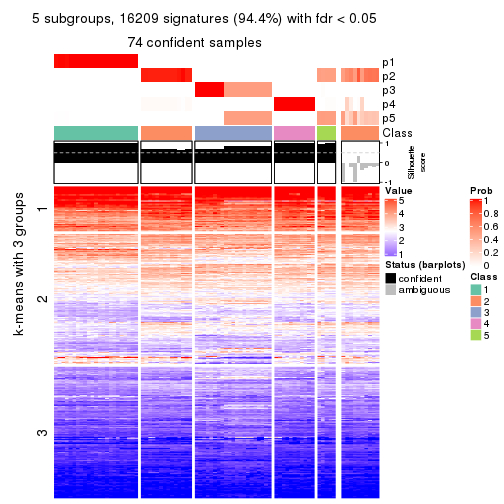 5 subgroups, 16209 signatures (94.4%) with fdr < 0.05
74 confident samples
p1
p2
p3
p4
p5
Class
1
0
-1
Silhouette
score
k-means with 3 groups
1
2
3
Value
5
4
3
2
1
Status (barplots)
confident
ambiguous
Prob
1
0.8
0.6
0.4
0.2
0
Class
1
2
3
4
5